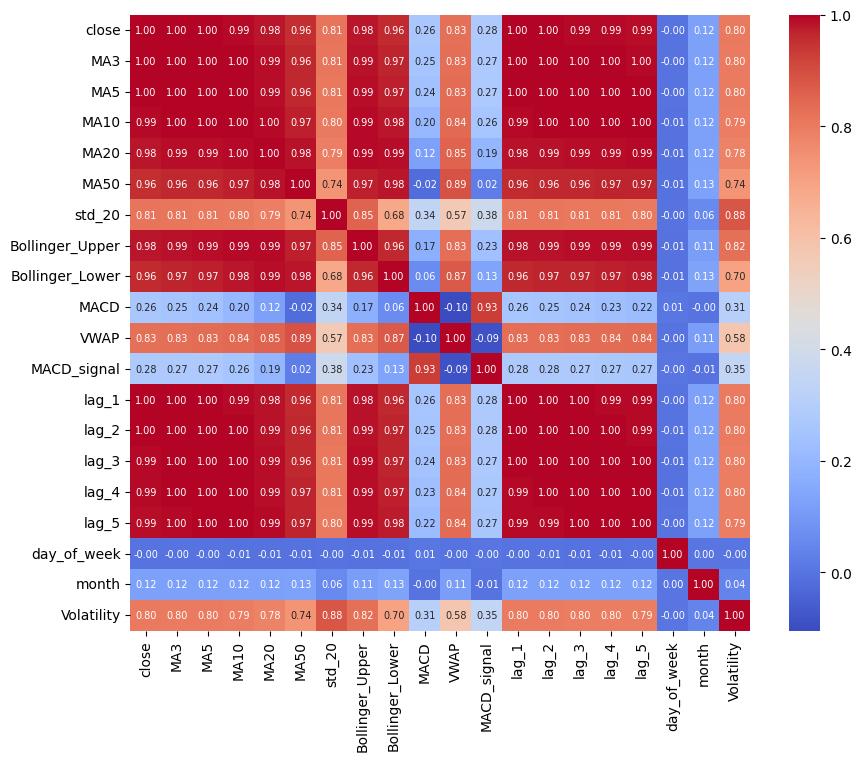 close 1.00 1.00 1.00 0.99 0.98 0.96 0.81 0.98 0.96 0.26 0.83 0.28 1.00 1.00 0.99 0.99 0.99 -0.00 0.12 0.80
MA3 1.00 1.00 1.00 1.00 0.99 0.96 0.81 0.99 0.97 0.25 0.83 0.27 1.00 1.00 1.00 1.00 1.00 -0.00 0.12 0.80
MA5 1.00 1.00 1.00 1.00 0.99 0.96 0.81 0.99 0.97 0.24 0.83 0.27 1.00 1.00 1.00 1.00 1.00 -0.00 0.12 0.80
MA10 0.99 1.00 1.00 1.00 1.00 0.97 0.80 0.99 0.98 0.20 0.84 0.26 0.99 1.00 1.00 1.00 1.00 -0.01 0.12 0.79
MA20 0.98 0.99 0.99 1.00 1.00 0.98 0.79 0.99 0.99 0.12 0.85 0.19 0.98 0.99 0.99 0.99 0.99 -0.01 0.12 0.78
MA50 0.96 0.96 0.96 0.97 0.98 1.00 0.74 0.97 0.98 -0.02 0.89 0.02 0.96 0.96 0.96 0.97 0.97 -0.01 0.13 0.74
std_20 0.81 0.81 0.81 0.80 0.79 0.74 1.00 0.85 0.68 0.34 0.57 0.38 0.81 0.81 0.81 0.81 0.80 -0.00 0.06 0.88
Bollinger_Upper 0.98 0.99 0.99 0.99 0.99 0.97 0.85 1.00 0.96 0.17 0.83 0.23 0.98 0.99 0.99 0.99 0.99 -0.01 0.11 0.82
Bollinger_Lower 0.96 0.97 0.97 0.98 0.99 0.98 0.68 0.96 1.00 0.06 0.87 0.13 0.96 0.97 0.97 0.97 0.98 -0.01 0.13 0.70
MACD 0.26 0.25 0.24 0.20 0.12 -0.02 0.34 0.17 0.06 1.00 -0.10 0.93 0.26 0.25 0.24 0.23 0.22 0.01 -0.00 0.31
VWAP 0.83 0.83 0.83 0.84 0.85 0.89 0.57 0.83 0.87 -0.10 1.00 -0.09 0.83 0.83 0.83 0.84 0.84 -0.00 0.11 0.58
MACD_signal 0.28 0.27 0.27 0.26 0.19 0.02 0.38 0.23 0.13 0.93 -0.09 1.00 0.28 0.28 0.27 0.27 0.27 -0.00 -0.01 0.35
lag_1 1.00 1.00 1.00 0.99 0.98 0.96 0.81 0.98 0.96 0.26 0.83 0.28 1.00 1.00 1.00 0.99 0.99 -0.00 0.12 0.80
lag_2 1.00 1.00 1.00 1.00 0.99 0.96 0.81 0.99 0.97 0.25 0.83 0.28 1.00 1.00 1.00 1.00 0.99 -0.01 0.12 0.80
lag_3 0.99 1.00 1.00 1.00 0.99 0.96 0.81 0.99 0.97 0.24 0.83 0.27 1.00 1.00 1.00 1.00 1.00 -0.01 0.12 0.80
lag_4 0.99 1.00 1.00 1.00 0.99 0.97 0.81 0.99 0.97 0.23 0.84 0.27 0.99 1.00 1.00 1.00 1.00 -0.01 0.12 0.80
lag_5 0.99 1.00 1.00 1.00 0.99 0.97 0.80 0.99 0.98 0.22 0.84 0.27 0.99 0.99 1.00 1.00 1.00 -0.00 0.12 0.79
day_of_week -0.00 -0.00 -0.00 -0.01 -0.01 -0.01 -0.00 -0.01 -0.01 0.01 -0.00 -0.00 -0.00 -0.01 -0.01 -0.01 -0.00 1.00 0.00 -0.00
month 0.12 0.12 0.12 0.12 0.12 0.13 0.06 0.11 0.13 -0.00 0.11 -0.01 0.12 0.12 0.12 0.12 0.12 0.00 1.00 0.04
Volatility 0.80 0.80 0.80 0.79 0.78 0.74 0.88 0.82 0.70 0.31 0.58 0.35 0.80 0.80 0.80 0.80 0.79 -0.00 0.04 1.00
close MA3 MA5 MA10 MA20 MA50 std_20 Bollinger_Upper Bollinger_Lower MACD VWAP MACD_signal lag_1 lag_2 lag_3 lag_4 lag_5 day_of_week month Volatility
1.0
0.8
0.6
0.4
0.2
0.0